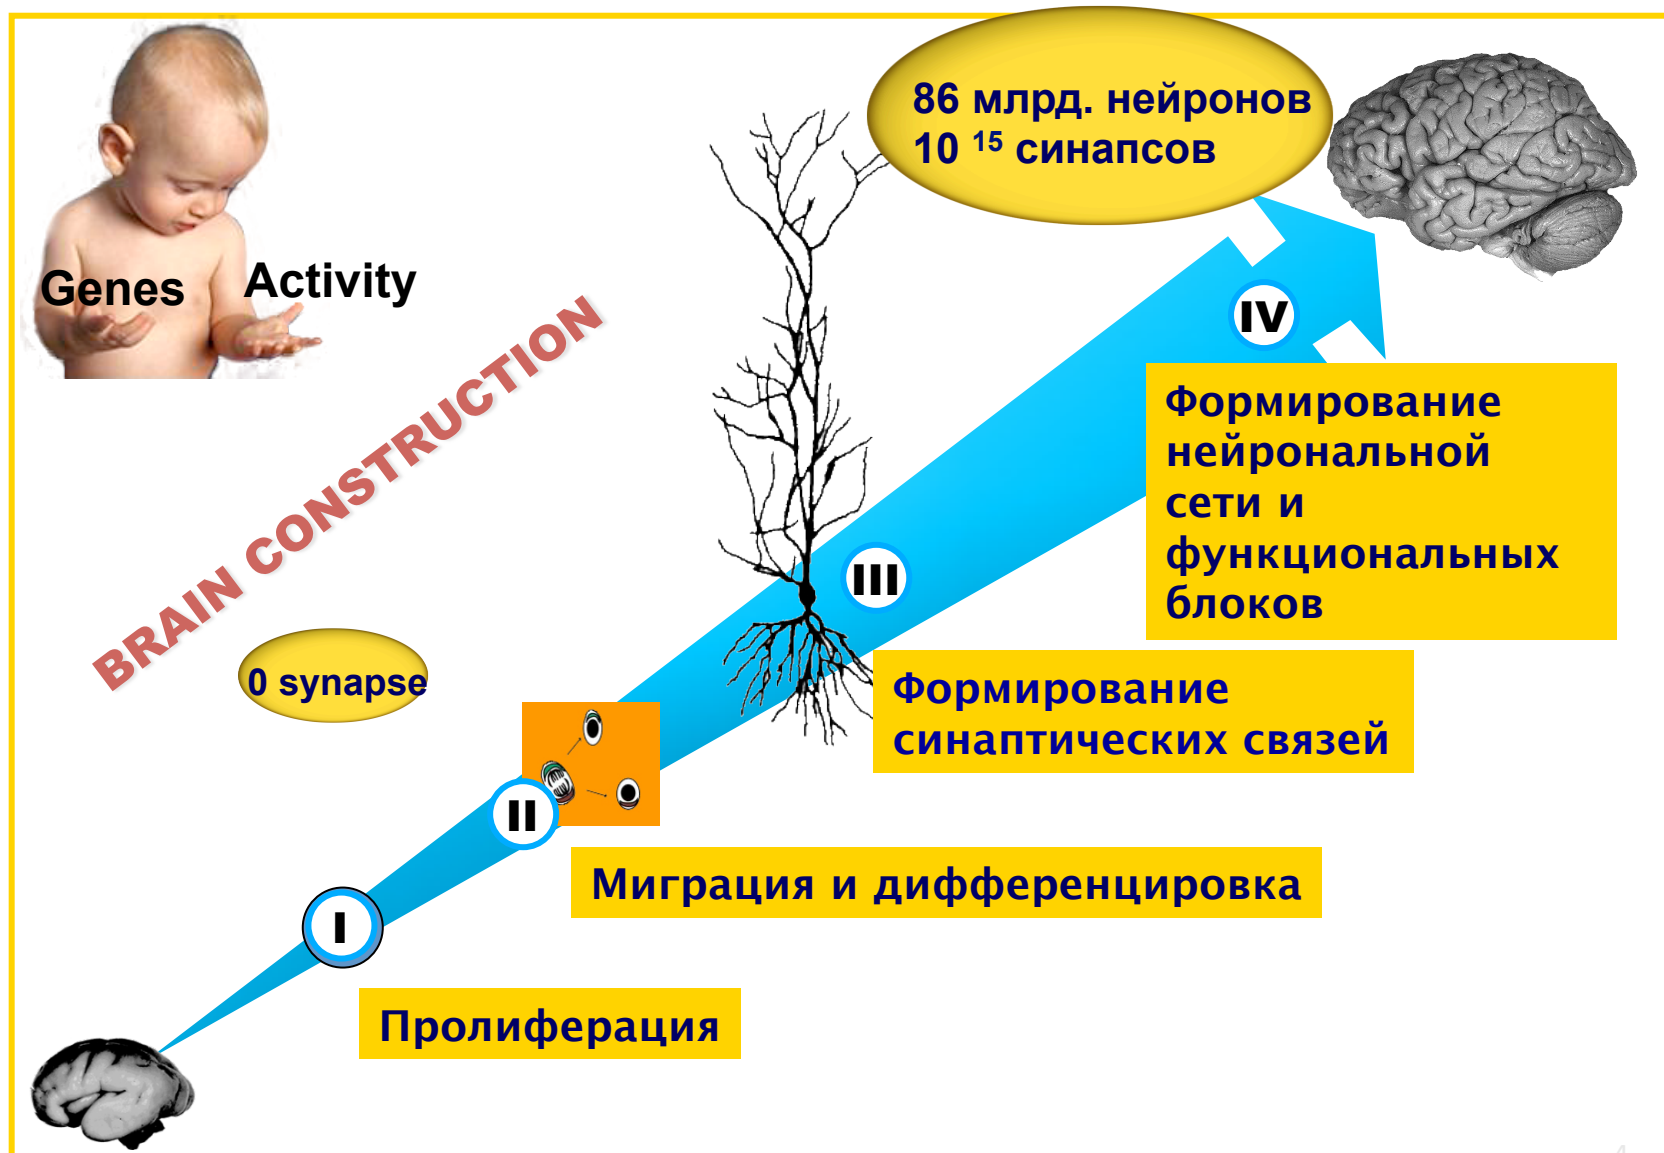 86 млрд. нейронов
10 ¹⁵ синапсов
Genes
Activity
BRAIN CONSTRUCTION
IV
Формирование
нейрональной
сети и
функциональных
блоков
III
Формирование
синаптических связей
0 synapse
II
Миграция и дифференцировка
I
Пролиферация